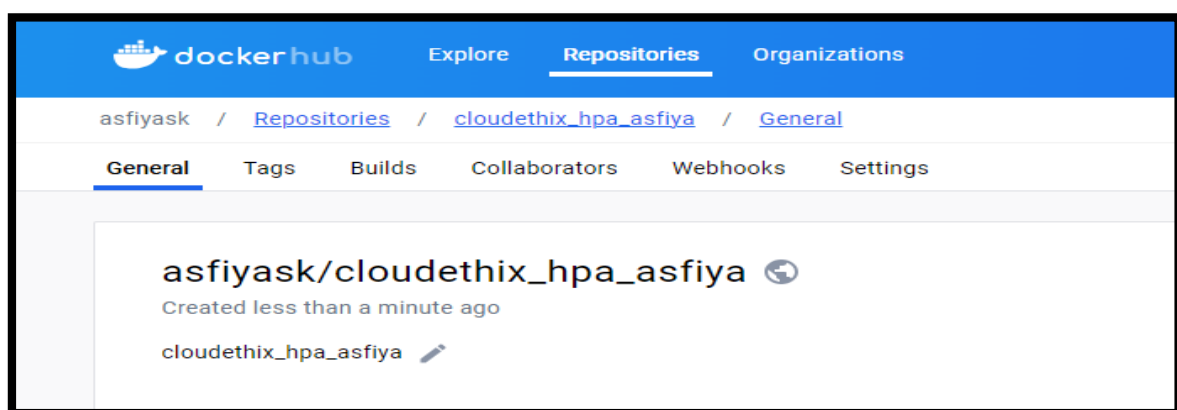 dockerhub Explore Repositories Organizations
asfiyask / Repositories / cloudethix_hpa_asfiya / General
General Tags Builds Collaborators Webhooks Settings
asfiyask/cloudethix_hpa_asfiya
Created less than a minute ago
cloudethix_hpa_asfiya